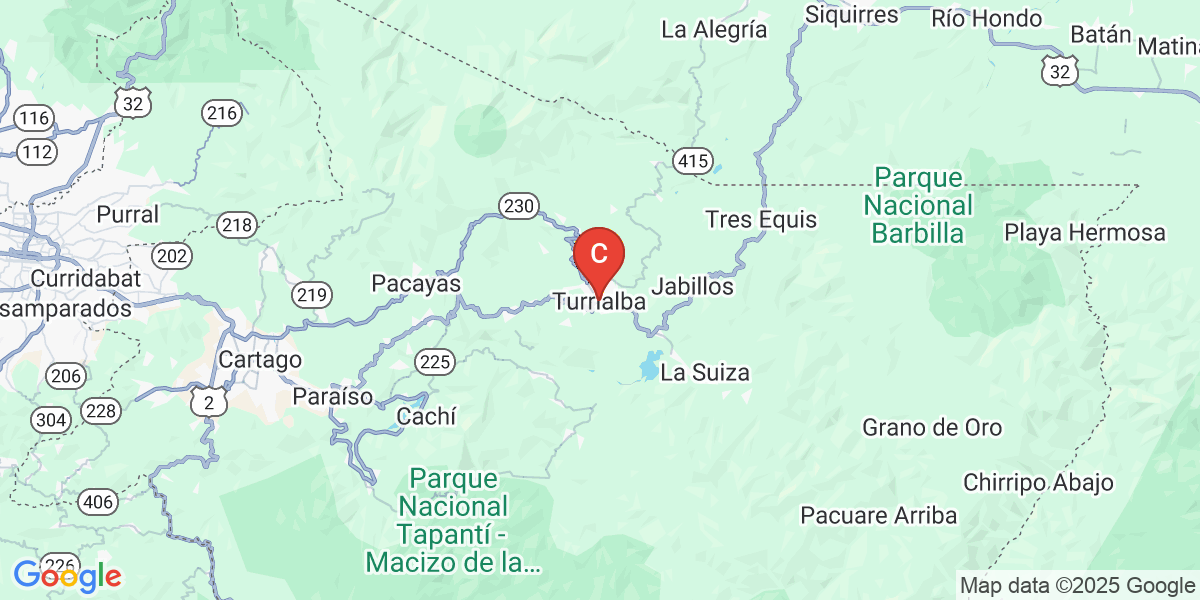 Siquirres
Río Hondo
La Alegría
Batán
Matina
32
32
116
216
112
415
Parque
Nacional
Barbilla
230
Purral
218
Tres Equis
Playa Hermosa
202
C
Curridabat
219
Pacayas
Jabillos
Turrialba
samparados
Cartago
225
206
La Suiza
Paraíso
2
228
304
Cachí
Grano de Oro
Parque
Nacional
Tapantí -
Macizo de la...
Chirripo Abajo
406
Pacuare Arriba
226
Google
Map data ©2025 Google